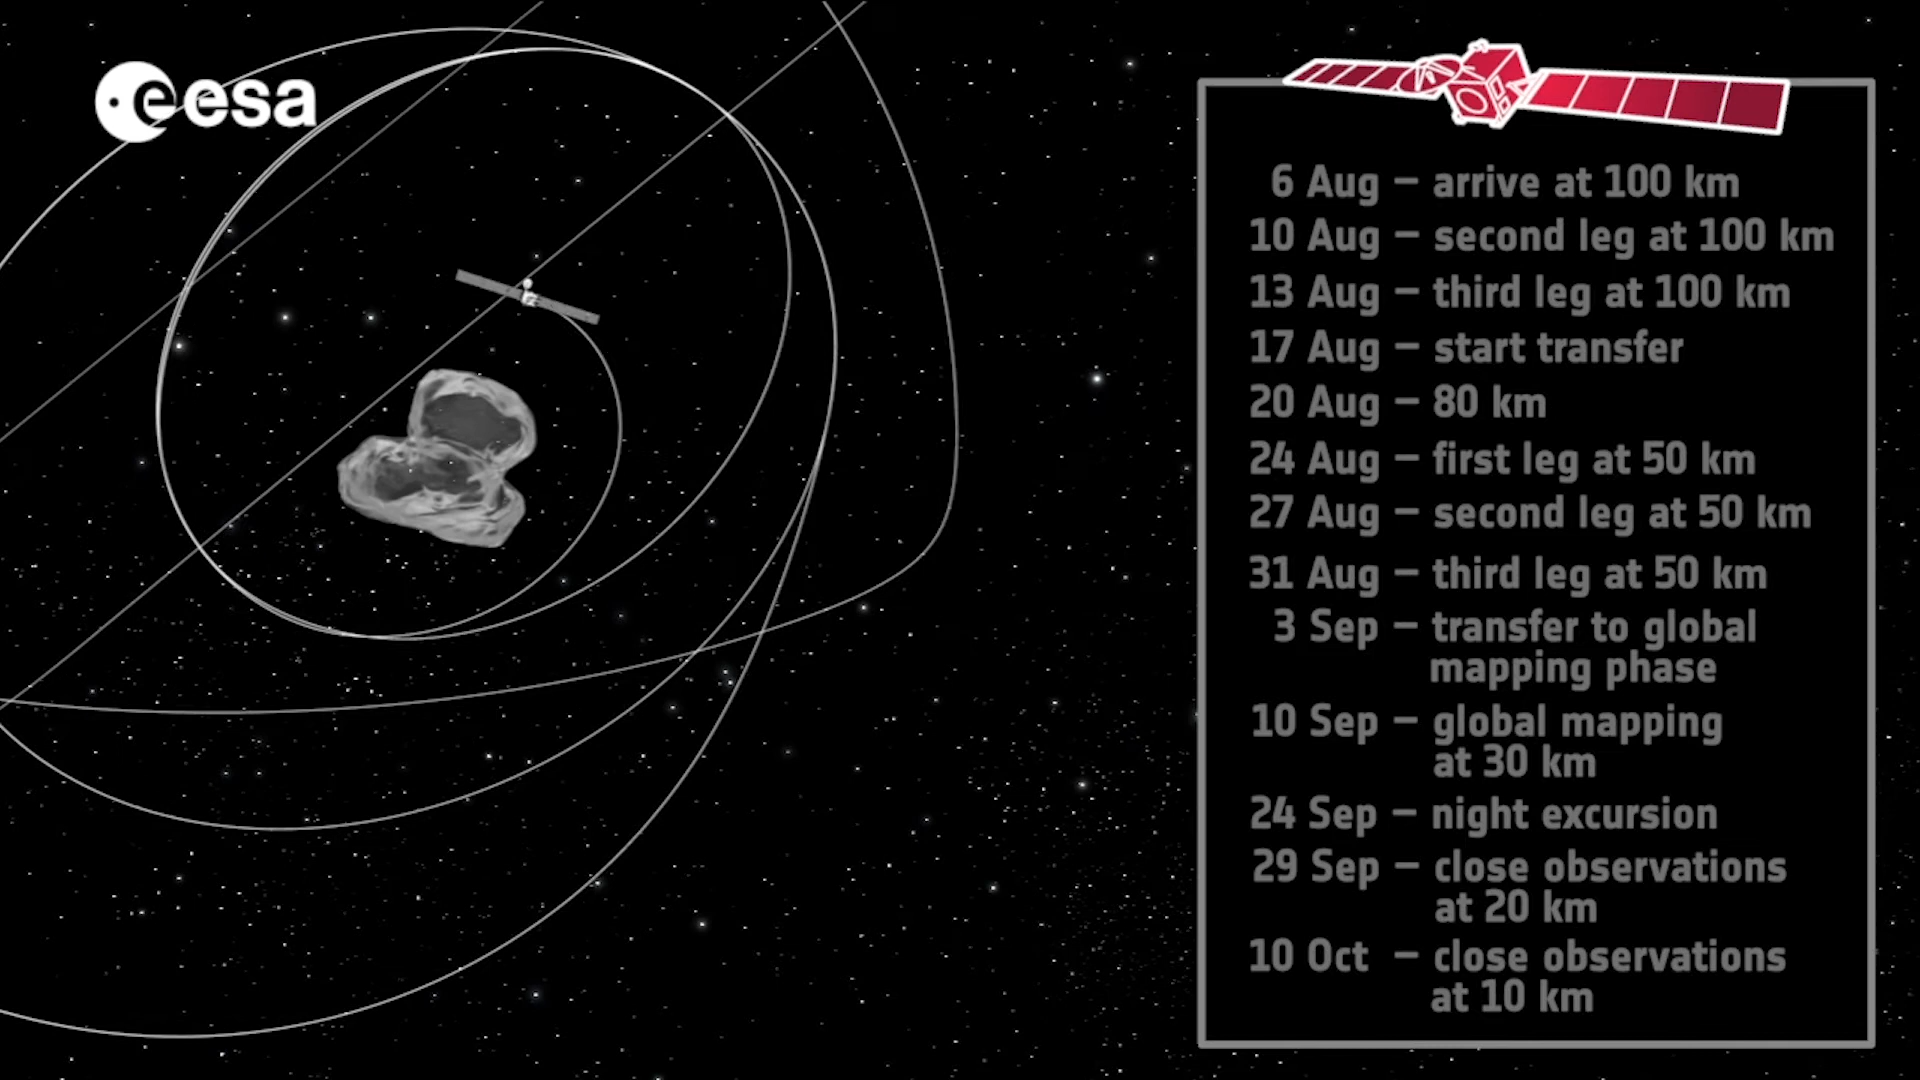 esa
6 Aug – arrive at 100 km
10 Aug – second leg at 100 km
13 Aug – third leg at 100 km
17 Aug – start transfer
20 Aug – 80 km
24 Aug – first leg at 50 km
27 Aug – second leg at 50 km
31 Aug – third leg at 50 km
3 Sep – transfer to global
mapping phase
10 Sep – global mapping
at 30 km
24 Sep – night excursion
29 Sep – close observations
at 20 km
10 Oct – close observations
at 10 km